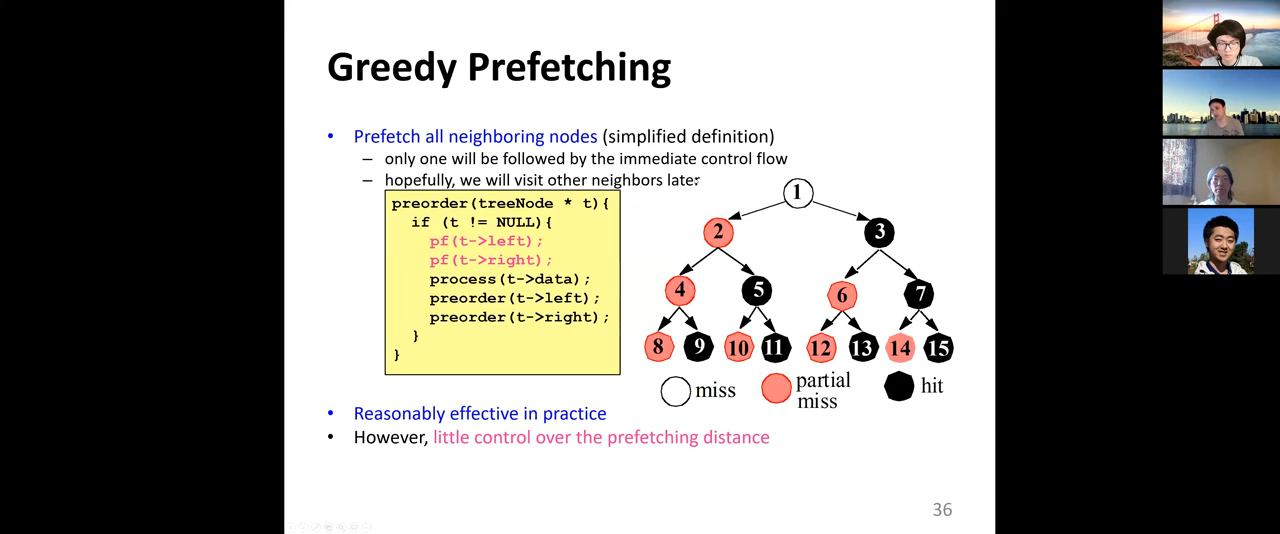 Greedy Prefetching
• Prefetch all neighboring nodes (simplified definition)
– only one will be followed by the immediate control flow
– hopefully, we will visit other neighbors later
preorder(treeNode * t){
if (t != NULL){
pf(t->left);
pf(t->right);
process(t->data);
preorder(t->left);
preorder(t->right);
}
}
1
2 3
4 5 6 7
8 9 10 11 12 13 14 15
miss partial miss hit
• Reasonably effective in practice
• However, little control over the prefetching distance
36